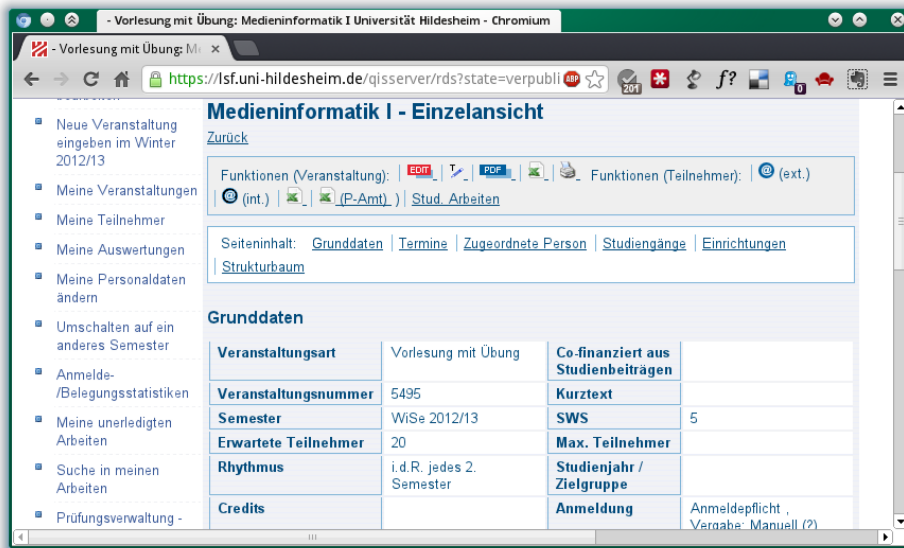 - Vorlesung mit Übung: Medieninformatik I Universität Hildesheim - Chromium
- Vorlesung mit Übung: Me
https://lsf.uni-hildesheim.de/qisserver/rds?state=verpubli
ABP
201
f?
0
Neue Veranstaltung
eingeben im Winter
2012/13
Meine Veranstaltungen
Meine Teilnehmer
Meine Auswertungen
Meine Personaldaten
ändern
Umschalten auf ein
anderes Semester
Anmelde-
/Belegungsstatistiken
Meine unerledigten
Arbeiten
Suche in meinen
Arbeiten
Prüfungsverwaltung -
Medieninformatik I - Einzelansicht
Zurück
Funktionen (Veranstaltung): | EDIT | T | PDF | | Funktionen (Teilnehmer): | @ (ext.)
| @ (int.) | | (P-Amt) ) | Stud. Arbeiten
Seiteninhalt: Grunddaten | Termine | Zugeordnete Person | Studiengänge | Einrichtungen
| Strukturbaum
Grunddaten
Veranstaltungsart Vorlesung mit Übung Co-finanziert aus
Studienbeiträgen
Veranstaltungsnummer 5495 Kurztext
Semester WiSe 2012/13 SWS 5
Erwartete Teilnehmer 20 Max. Teilnehmer
Rhythmus i.d.R. jedes 2. Studienjahr /
Semester Zielgruppe
Credits Anmeldung Anmeldepflicht ,
Vergabe: Manuell (?)